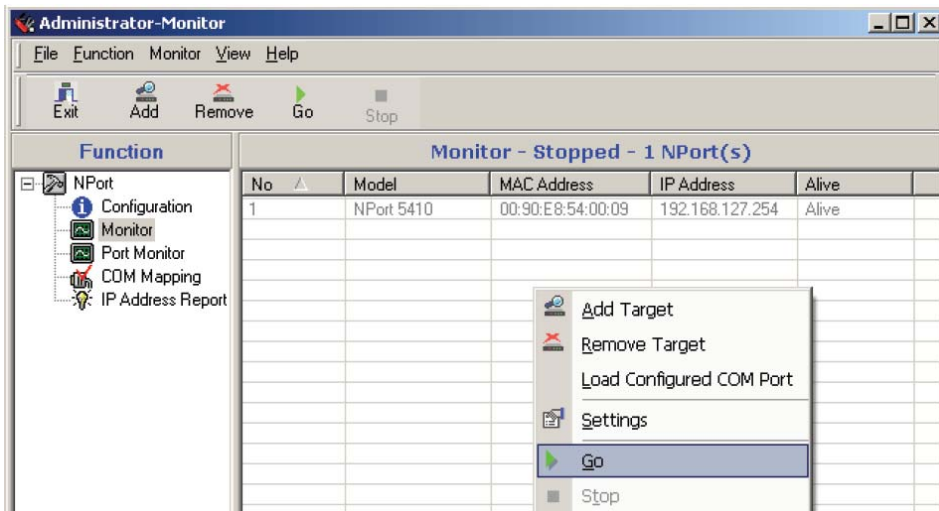 Administrator-Monitor
File Function Monitor View Help
Exit Add Remove Go Stop
Function
Monitor - Stopped - 1 NPort(s)
NPort
Configuration
Monitor
Port Monitor
COM Mapping
IP Address Report
No Model MAC Address IP Address Alive
1 NPort 5410 00:90:E8:54:00:09 192.168.127.254 Alive
Add Target
Remove Target
Load Configured COM Port
Settings
Go
Stop